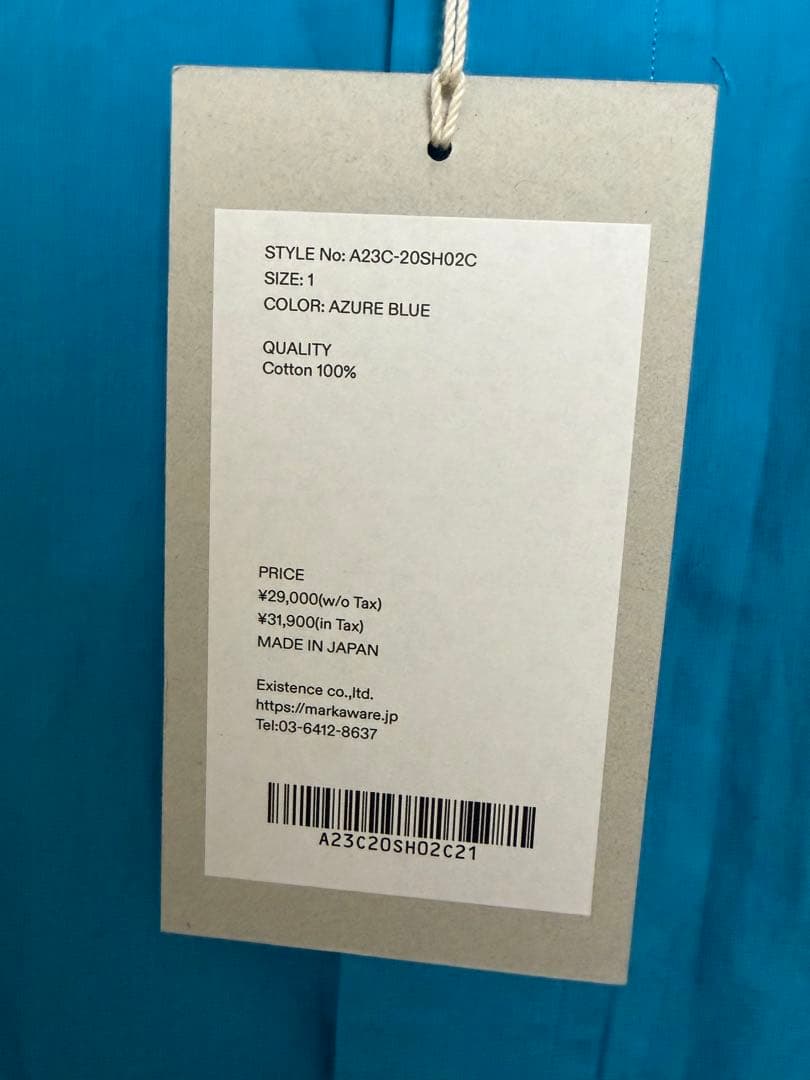 STYLE No: A23C-20SH02C
SIZE: 1
COLOR: AZURE BLUE
QUALITY
Cotton 100%
PRICE
¥29,000(w/o Tax)
¥31,900(in Tax)
MADE IN JAPAN
Existence co.,ltd.
https://markaware.jp
Tel:03-6412-8637
A23C20SH02C21